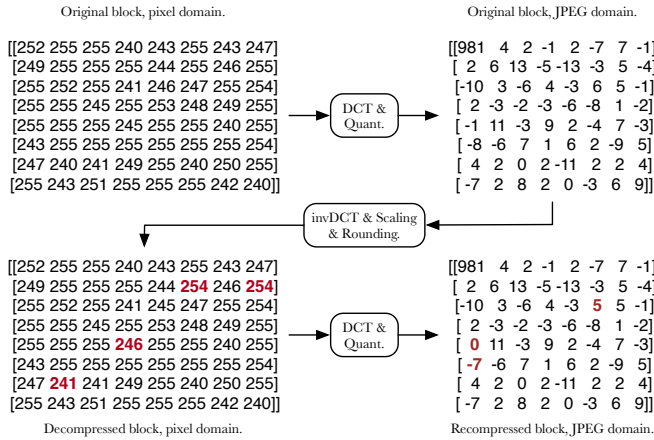 Original block, pixel domain.
Original block, JPEG domain.
[[252 255 255 240 243 255 243 247]
[249 255 255 255 244 255 246 255]
[255 252 255 241 246 247 255 254]
[255 255 245 255 253 248 249 255]
[255 255 255 245 255 255 240 255]
[243 255 255 255 255 255 255 254]
[247 240 241 249 255 240 250 255]
[255 243 251 255 255 255 242 240]]
DCT &
Quant.
[[981 4 2 -1 2 -7 7 -1]
[ 2 6 13 -5 -13 -3 5 -4]
[-10 3 -6 4 -3 6 5 -1]
[ 2 -3 -2 -3 -6 -8 1 -2]
[ -1 11 -3 9 2 -4 7 -3]
[ -8 -6 7 1 6 2 -9 5]
[ 4 2 0 2 -11 2 2 4]
[ -7 2 8 2 0 -3 6 9]]
invDCT & Scaling
& Rounding.
[[252 255 255 240 243 255 243 247]
[249 255 255 255 244 254 246 254]
[255 255 252 241 245 247 255 254]
[255 255 245 255 253 248 249 255]
[255 255 246 255 255 255 240 255]
[243 255 255 255 255 255 255 254]
[247 241 241 249 255 240 250 255]
[255 243 251 255 255 255 242 240]]
DCT &
Quant.
[[981 4 2 -1 2 -7 7 -1]
[ 2 6 13 -5 -13 -3 5 -4]
[-10 3 -6 4 -3 5 5 -1]
[ 2 -3 -2 -3 -6 -8 1 -2]
[ 0 11 -3 9 2 -4 7 -3]
[ -7 -6 7 1 6 2 -9 5]
[ 4 2 0 2 -11 2 2 4]
[ -7 2 8 2 0 -3 6 9]]
Decompressed block, pixel domain.
Recompressed block, JPEG domain.